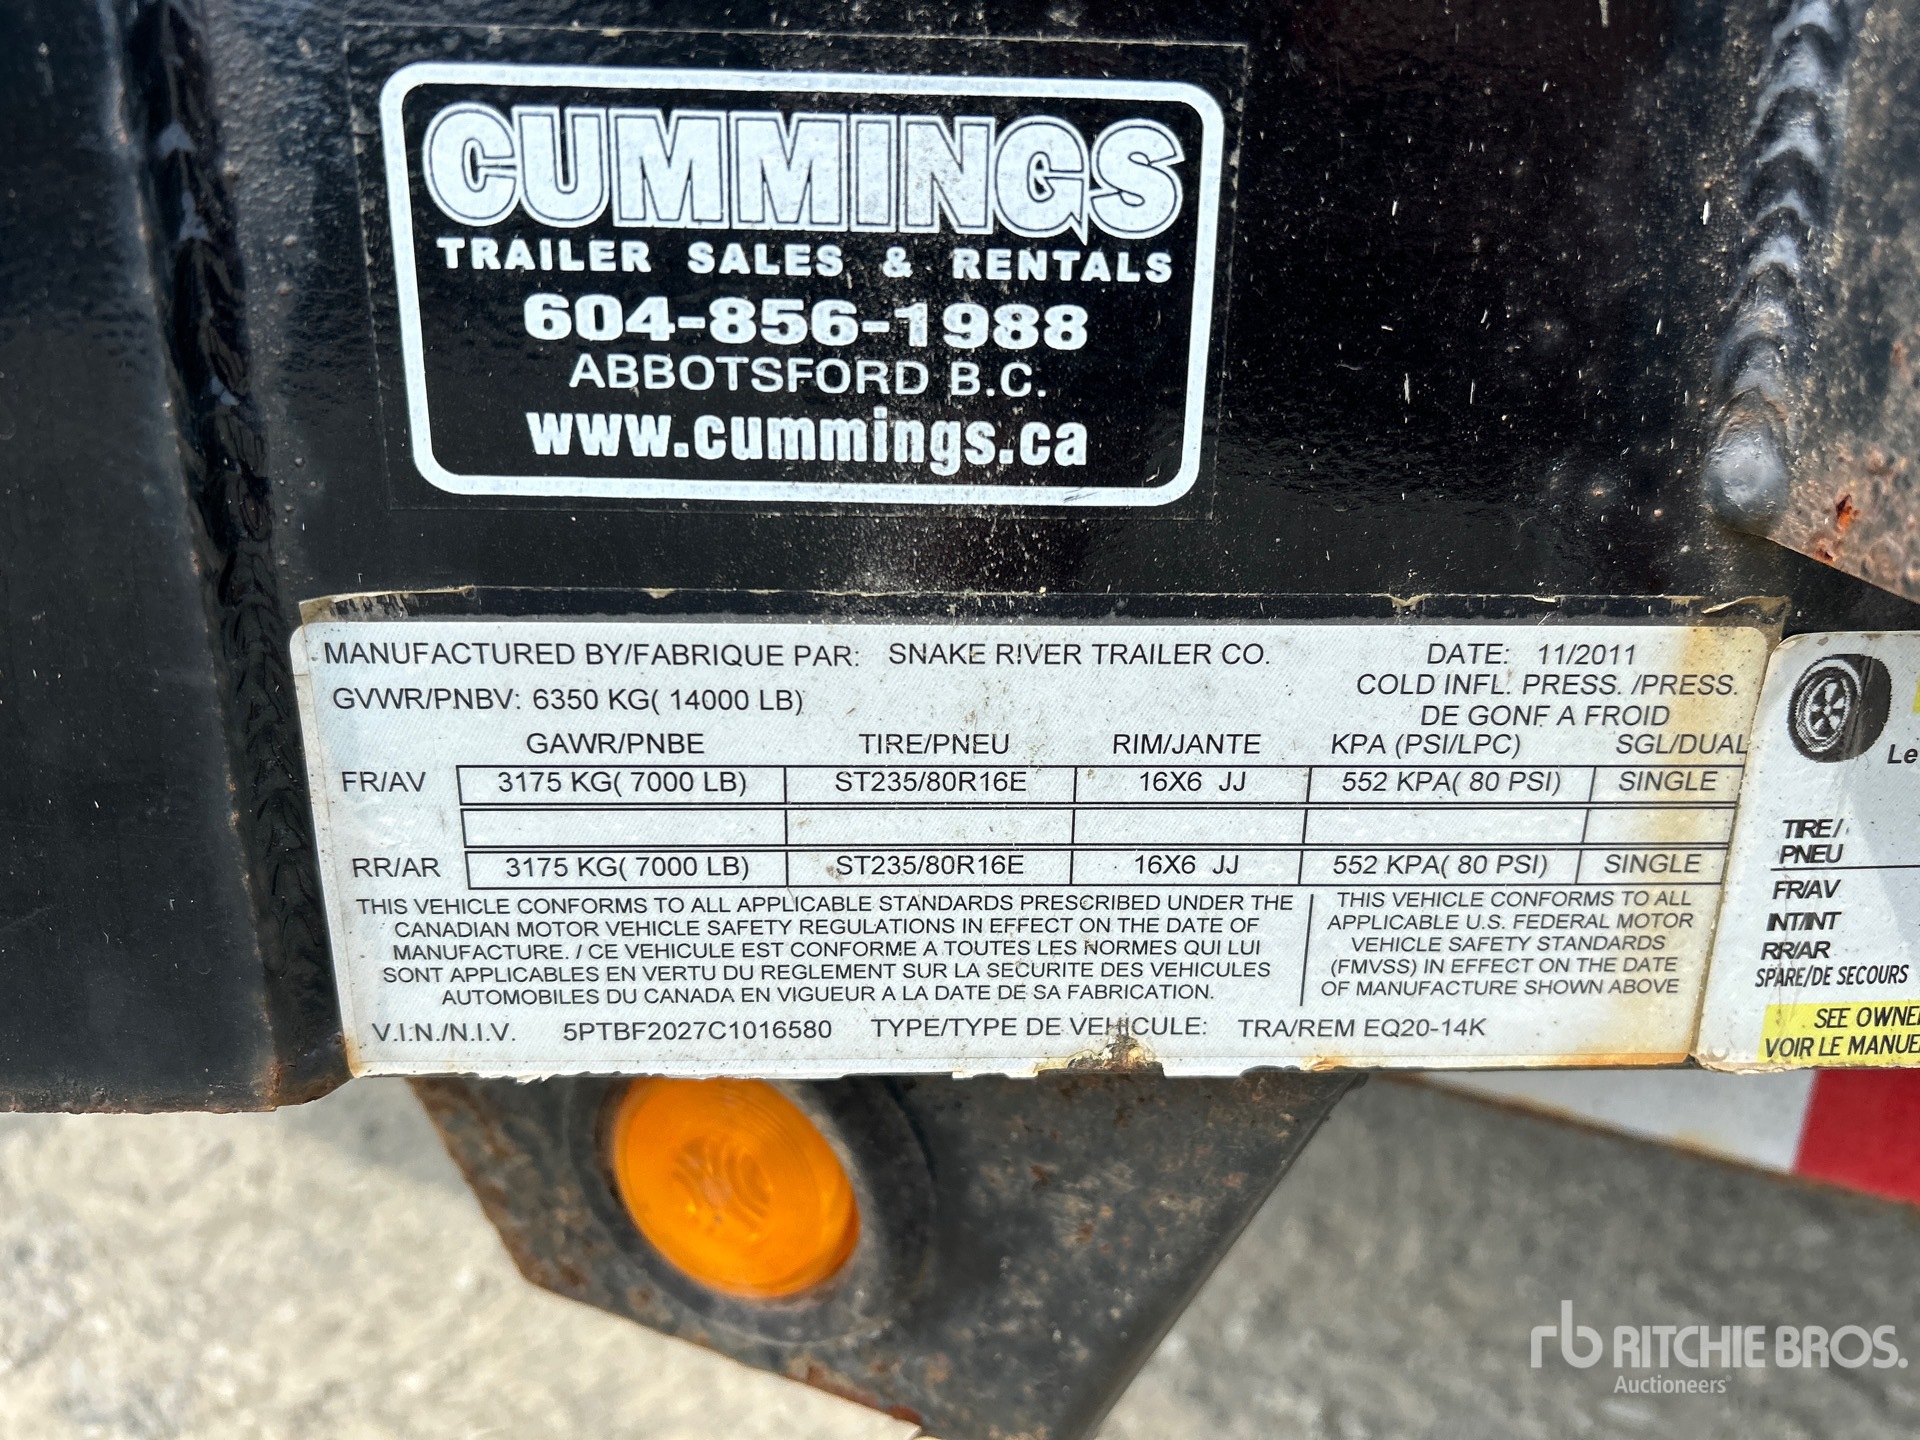 CUMMINGS
TRAILER SALES & RENTALS
604-856-1988
ABBOTSFORD B.C.
www.cummings.ca
MANUFACTURED BY/FABRIQUE PAR: SNAKE RIVER TRAILER CO. DATE: 11/2011
GVWR/PNBV: 6350 KG( 14000 LB) COLD INFL. PRESS. /PRESS.
DE GONF A FROID
GAWR/PNBE TIRE/PNEU RIM/JANTE KPA (PSI/LPC) SGL/DUAL
FR/AV 3175 KG( 7000 LB) ST235/80R16E 16X6 JJ 552 KPA( 80 PSI) SINGLE
RR/AR 3175 KG( 7000 LB) ST235/80R16E 16X6 JJ 552 KPA( 80 PSI) SINGLE
THIS VEHICLE CONFORMS TO ALL APPLICABLE STANDARDS PRESCRIBED UNDER THE
CANADIAN MOTOR VEHICLE SAFETY REGULATIONS IN EFFECT ON THE DATE OF
MANUFACTURE. / CE VEHICULE EST CONFORME A TOUTES LES NORMES QUI LUI
SONT APPLICABLES EN VERTU DU REGLEMENT SUR LA SECURITE DES VEHICULES
AUTOMOBILES DU CANADA EN VIGUEUR A LA DATE DE SA FABRICATION.
THIS VEHICLE CONFORMS TO ALL
APPLICABLE U.S. FEDERAL MOTOR
VEHICLE SAFETY STANDARDS
(FMVSS) IN EFFECT ON THE DATE
OF MANUFACTURE SHOWN ABOVE
V.I.N./N.I.V. 5PTBF2027C1016580 TYPE/TYPE DE VEHICULE: TRA/REM EQ20-14K
Le
TIRE /
PNEU
FR/AV
INT/INT
RR/AR
SPARE/DE SECOURS
SEE OWNE
VOIR LE MANUE
rb RITCHIE BROS.
Auctioneers